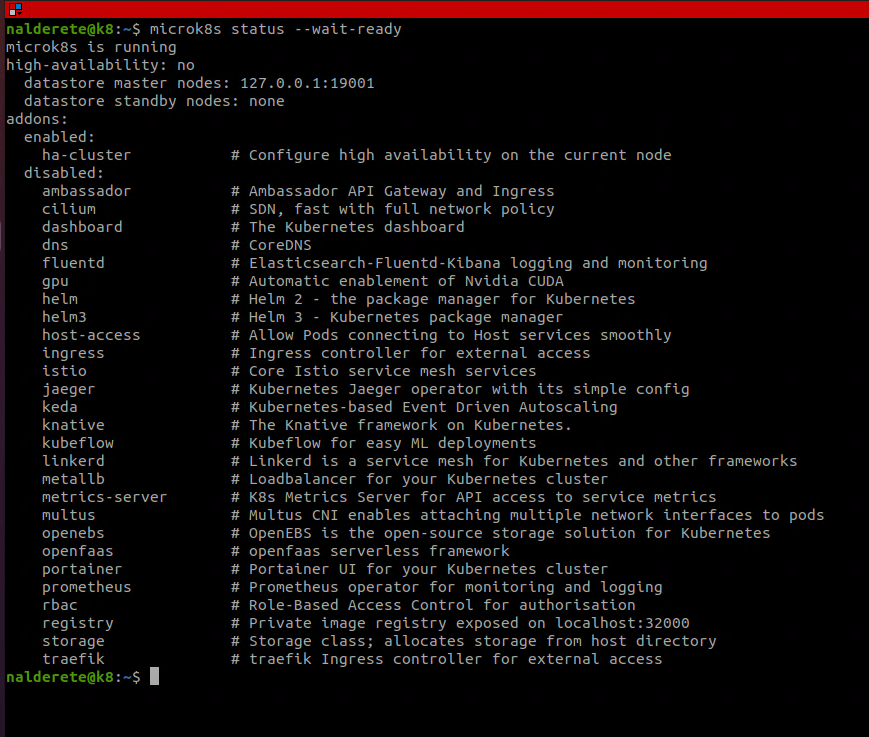 nalderete@k8:~$ microk8s status --wait-ready
microk8s is running
high-availability: no
  datastore master nodes: 127.0.0.1:19001
  datastore standby nodes: none
addons:
  enabled:
    ha-cluster           # Configure high availability on the current node
  disabled:
    ambassador           # Ambassador API Gateway and Ingress
    cilium               # SDN, fast with full network policy
    dashboard            # The Kubernetes dashboard
    dns                  # CoreDNS
    fluentd              # Elasticsearch-Fluentd-Kibana logging and monitoring
    gpu                  # Automatic enablement of Nvidia CUDA
    helm                 # Helm 2 - the package manager for Kubernetes
    helm3                # Helm 3 - Kubernetes package manager
    host-access          # Allow Pods connecting to Host services smoothly
    ingress              # Ingress controller for external access
    istio                # Core Istio service mesh services
    jaeger               # Kubernetes Jaeger operator with its simple config
    keda                 # Kubernetes-based Event Driven Autoscaling
    knative              # The Knative framework on Kubernetes.
    kubeflow             # Kubeflow for easy ML deployments
    linkerd              # Linkerd is a service mesh for Kubernetes and other frameworks
    metallb              # Loadbalancer for your Kubernetes cluster
    metrics-server       # K8s Metrics Server for API access to service metrics
    multus               # Multus CNI enables attaching multiple network interfaces to pods
    openebs              # OpenEBS is the open-source storage solution for Kubernetes
    openfaas             # openfaas serverless framework
    portainer            # Portainer UI for your Kubernetes cluster
    prometheus           # Prometheus operator for monitoring and logging
    rbac                 # Role-Based Access Control for authorisation
    registry             # Private image registry exposed on localhost:32000
    storage              # Storage class; allocates storage from host directory
    traefik              # traefik Ingress controller for external access
nalderete@k8:~$